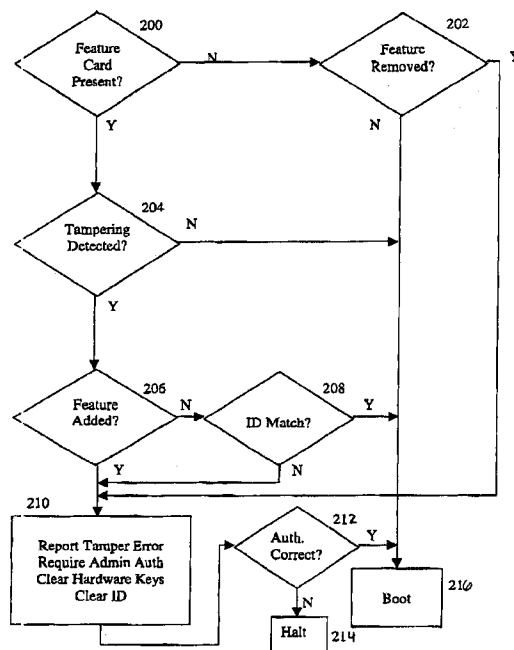 200
Feature
Card
Present?
N
202
Feature
Removed?
Y
Y
N
204
Tampering
Detected?
N
Y
206
Feature
Added?
N
208
ID Match?
Y
Y
N
210
Report Tamper Error
Require Admin Auth
Clear Hardware Keys
Clear ID
212
Auth.
Correct?
Y
N
Halt
214
Boot
216